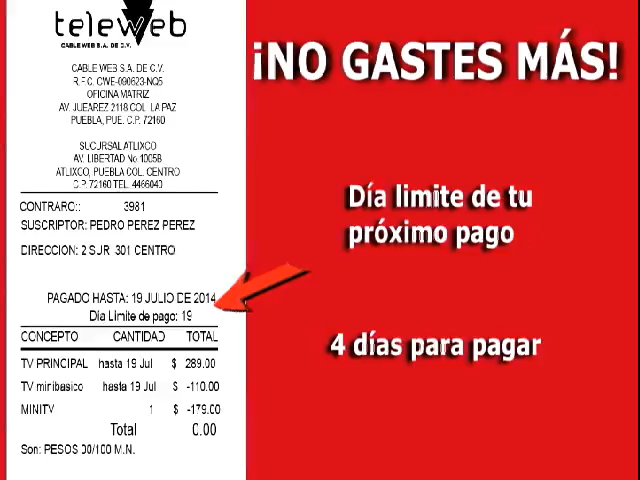 teleweb
CABLE WEB S.A. DE C.V.
CABLE WEB S.A. DE C.V.
R.F.C. CWE-090623-NQ5
OFICINA MATRIZ
AV. JUEAREZ 2118 COL. LA PAZ
PUEBLA, PUE. C.P. 72160
SUCURSAL ATLIXCO
AV. LIBERTAD No.1005B
ATLIXCO, PUEBLA COL. CENTRO
C.P. 72160 TEL. 4466040
CONTRARO:: 3981
SUSCRIPTOR: PEDRO PEREZ PEREZ
DIRECCION: 2 SUR 301 CENTRO
PAGADO HASTA: 19 JULIO DE 2014
Día Limite de pago: 19
CONCEPTO CANTIDAD TOTAL
TV PRINCIPAL hasta 19 Jul $ 289.00
TV minibasico hasta 19 Jul $ -110.00
MINITV 1 $ -179.00
Total 0.00
Son: PESOS 00/100 M.N.
¡NO GASTES MÁS!
Día limite de tu
próximo pago
4 días para pagar